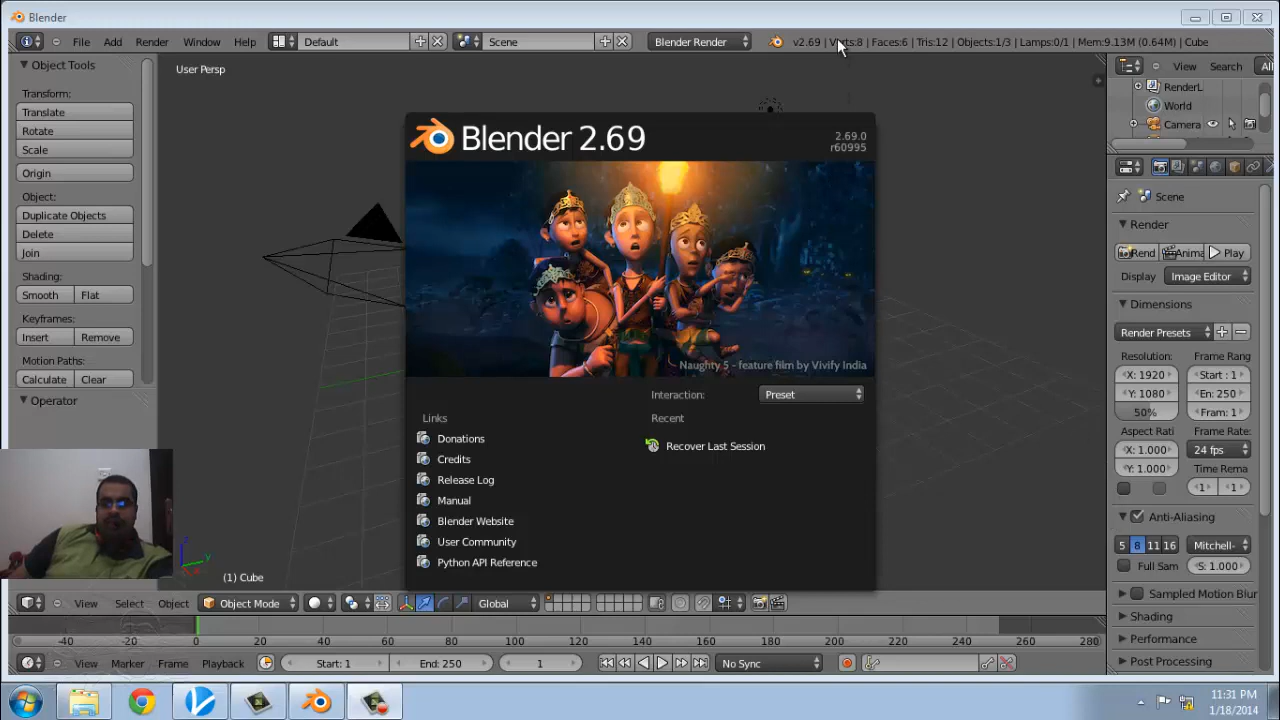 Blender
File Add Render Window Help Default Scene Blender Render v2.69 | Verts:8 | Faces:6 | Tris:12 | Objects:1/3 | Lamps:0/1 | Mem:9.13M (0.64M) | Cube
Object Tools
Transform:
Translate
Rotate
Scale
Origin
Object:
Duplicate Objects
Delete
Join
Shading:
Smooth Flat
Keyframes:
Insert Remove
Motion Paths:
Calculate Clear
Operator
User Persp
Blender 2.69
2.69.0
r60995
Naughty 5 - feature film by Vivify India
Interaction: Preset
Links
Donations
Credits
Release Log
Manual
Blender Website
User Community
Python API Reference
Recent
Recover Last Session
z
y
(1) Cube
View Search All
RenderL
World
Camera
Scene
Render
Rend Anima Play
Display Image Editor
Dimensions
Render Presets
Resolution: Frame Rang
X: 1920 Start : 1
Y: 1080 En: 250
50% Fram: 1
Aspect Rati Frame Rate:
X: 1.000 24 fps
Y: 1.000 Time Rema
1 1
Anti-Aliasing
5 8 11 16 Mitchell-
Full Sam S: 1.000
Sampled Motion Blur
Shading
Performance
Post Processing
View Select Object Object Mode Global
-40 -20 0 20 40 60 80 100 120 140 160 180 200 220 240 260 280
View Marker Frame Playback Start: 1 End: 250 1 No Sync
11:31 PM
1/18/2014